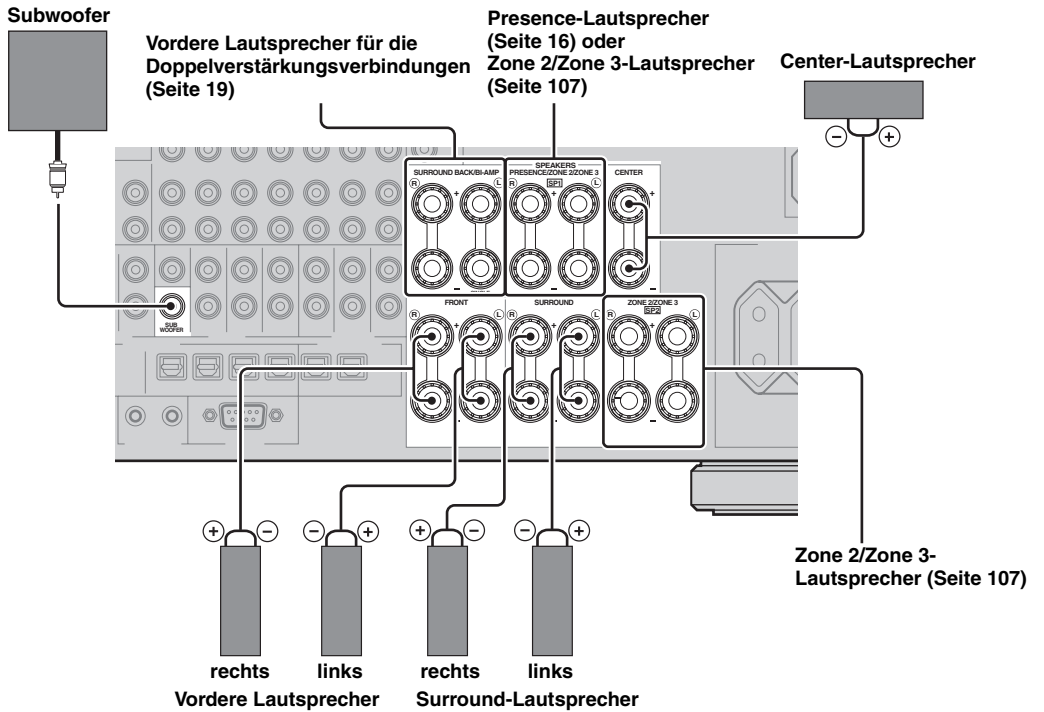 Subwoofer
Vordere Lautsprecher für die
Doppelverstärkungsverbindungen
(Seite 19)
Presence-Lautsprecher
(Seite 16) oder
Zone 2/Zone 3-Lautsprecher
(Seite 107)
Center-Lautsprecher
− +
SPEAKERS
SURROUND BACK/BI-AMP
PRESENCE/ZONE 2/ZONE 3
CENTER
R + L
R SP1 + L
+
−
−
−
FRONT
SURROUND
ZONE 2/ZONE 3
SP2
R + L
R + L
R + L
SUB
WOOFER
−
+ −
− +
+ −
− +
Zone 2/Zone 3-
Lautsprecher (Seite 107)
rechts
links
rechts
links
Vordere Lautsprecher
Surround-Lautsprecher